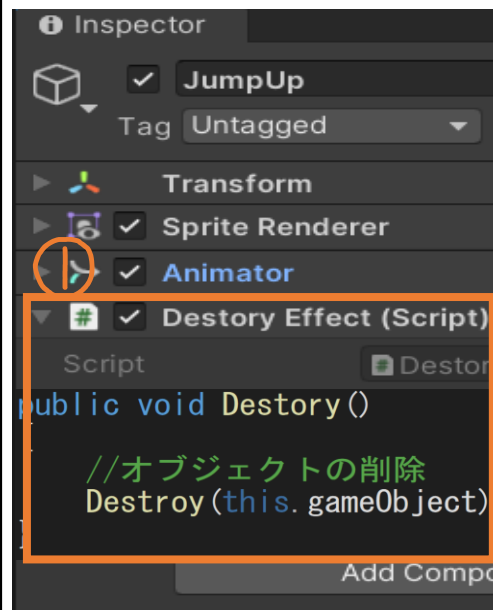 Inspector
JumpUp
Tag Untagged
Transform
Sprite Renderer
①
Animator
# Destory Effect (Script)
Script # Destor
public void Destory()
{
//オブジェクトの削除
Destroy(this.gameObject)
}
Add Compo